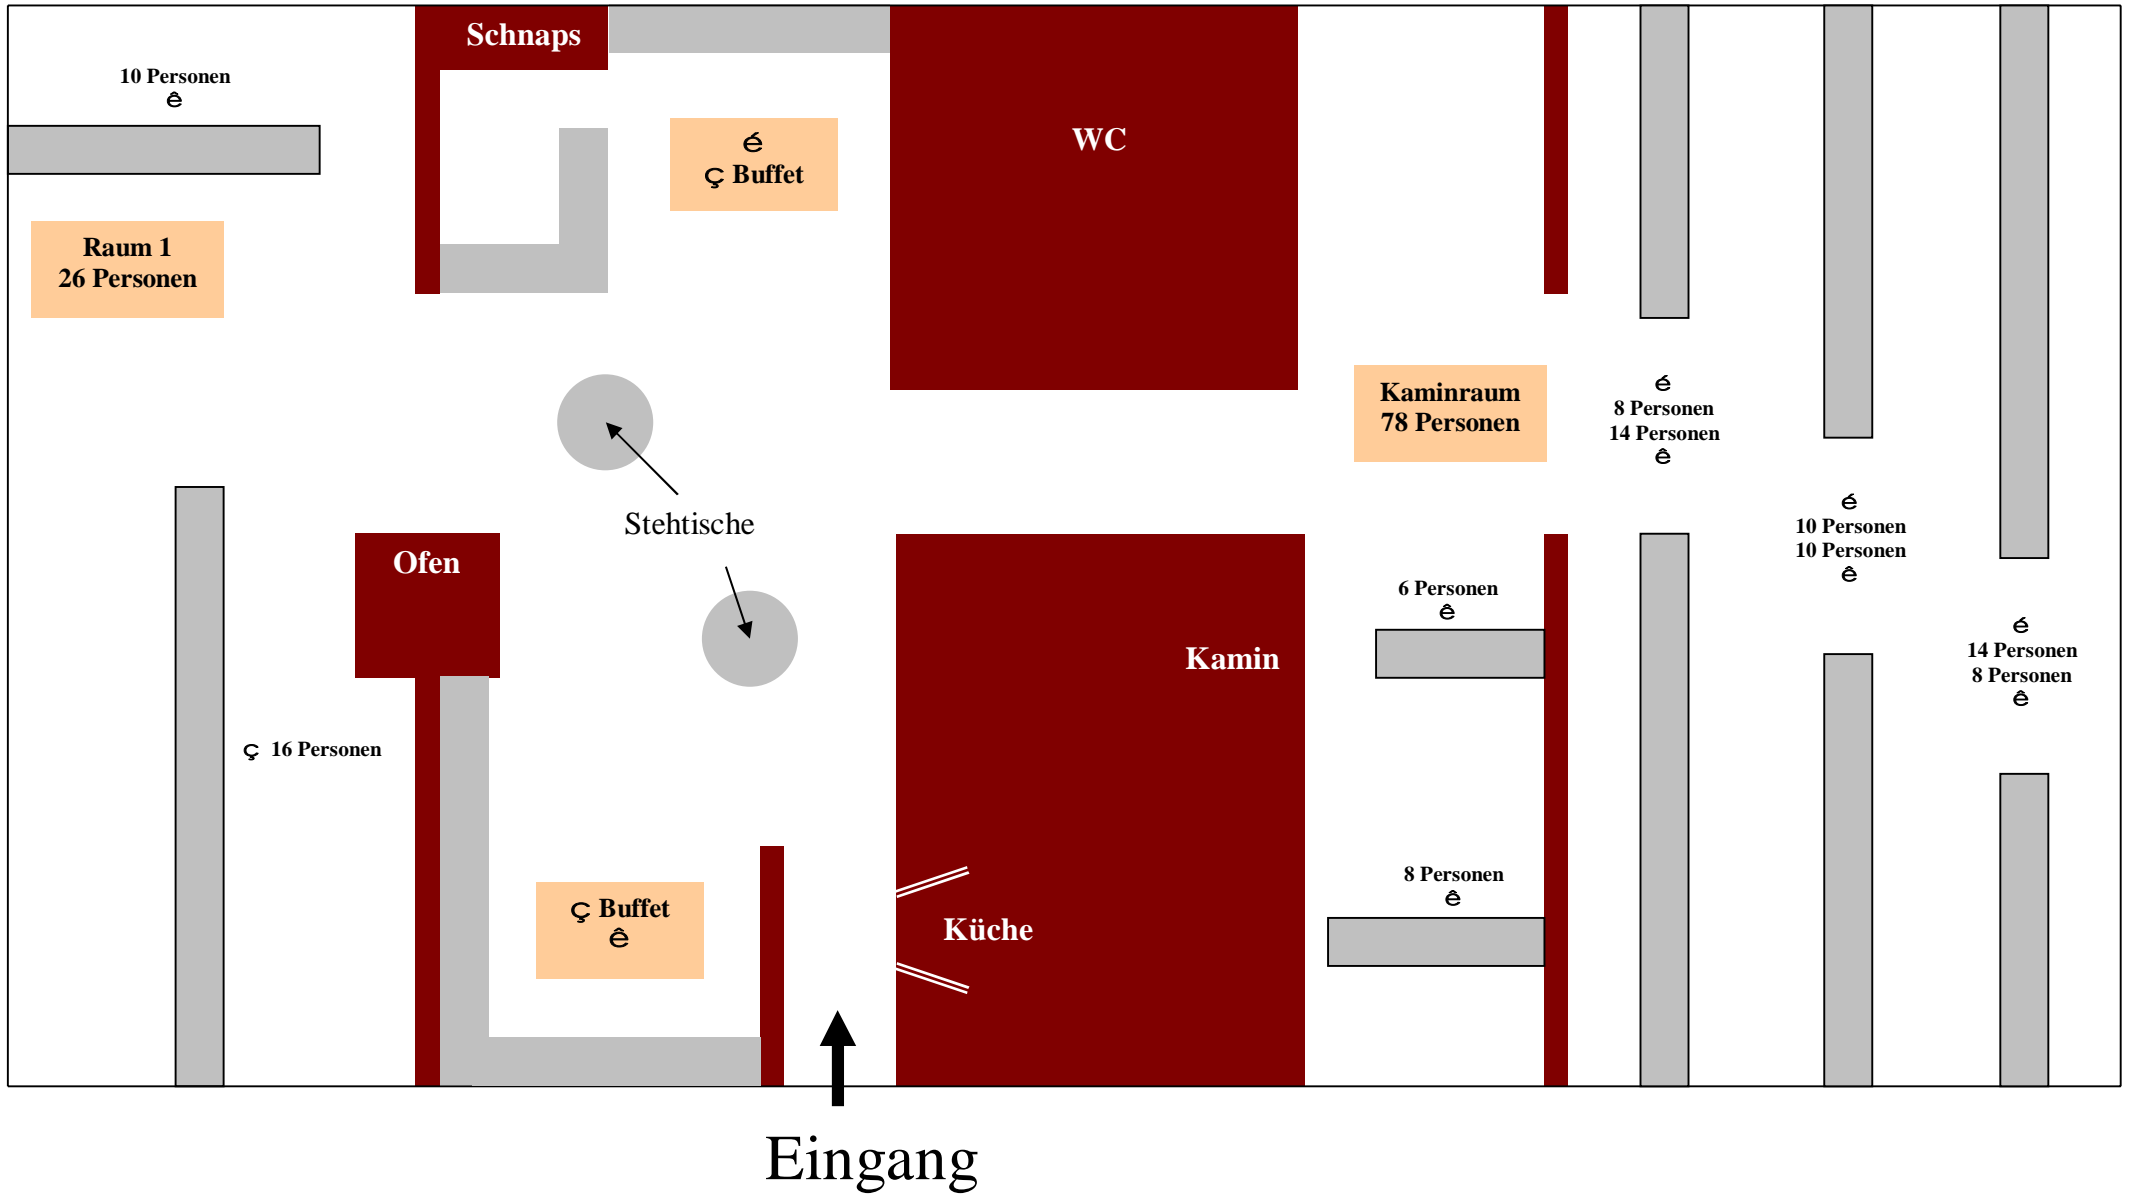 Schnaps
10 Personen
ê
WC
é
ç Buffet
Raum 1
26 Personen
Kaminraum
78 Personen
é
8 Personen
14 Personen
ê
Stehtische
é
10 Personen
10 Personen
ê
Ofen
6 Personen
ê
Kamin
é
14 Personen
8 Personen
ê
ç 16 Personen
8 Personen
ê
ç Buffet
ê
Küche
Eingang